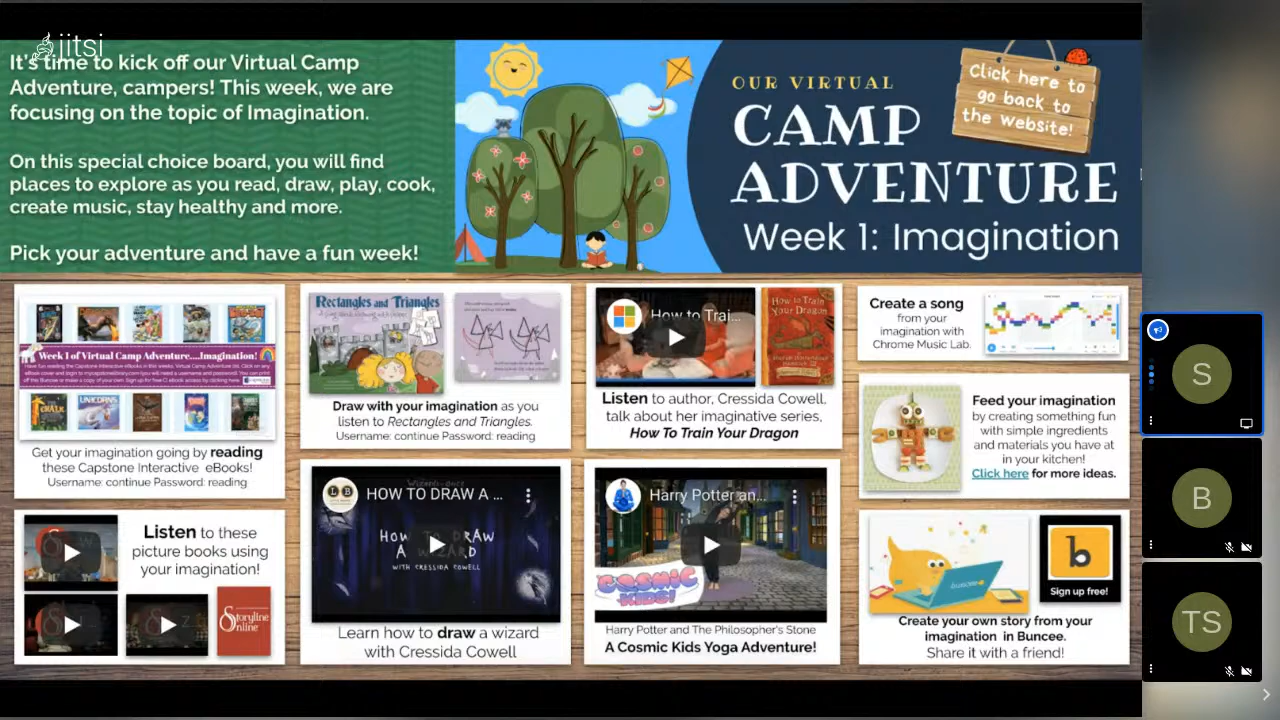 jitsi
It's time to kick off our Virtual Camp
Adventure, campers! This week, we are
focusing on the topic of Imagination.
On this special choice board, you will find
places to explore as you read, draw, play, cook,
create music, stay healthy and more.
Pick your adventure and have a fun week!
OUR VIRTUAL
CAMP
ADVENTURE
Week 1: Imagination
Click here to
go back to
the website!
Week 1 of Virtual Camp Adventure....Imagination!
UNICORNS
Get your imagination going by reading
these Capstone Interactive eBooks!
Username: continue Password: reading
Listen to these
picture books using
your imagination!
Storyline
Online
Rectangles and Triangles
Draw with your imagination as you
listen to Rectangles and Triangles.
Username: continue Password: reading
HOW TO DRAW A ...
HOW TO DRAW
A WIZARD
WITH CRESSIDA COWELL
Learn how to draw a wizard
with Cressida Cowell
How to Trai...
How to Train
Your Dragon
Listen to author, Cressida Cowell,
talk about her imaginative series,
How To Train Your Dragon
Harry Potter an...
COSMIC
KIDS!
Harry Potter and The Philosopher's Stone
A Cosmic Kids Yoga Adventure!
Create a song
from your
imagination with
Chrome Music Lab.
Feed your imagination
by creating something fun
with simple ingredients
and materials you have at
in your kitchen!
Click here for more ideas.
buncee
b
Sign up free!
Create your own story from your
imagination in Buncee.
Share it with a friend!
S
B
TS